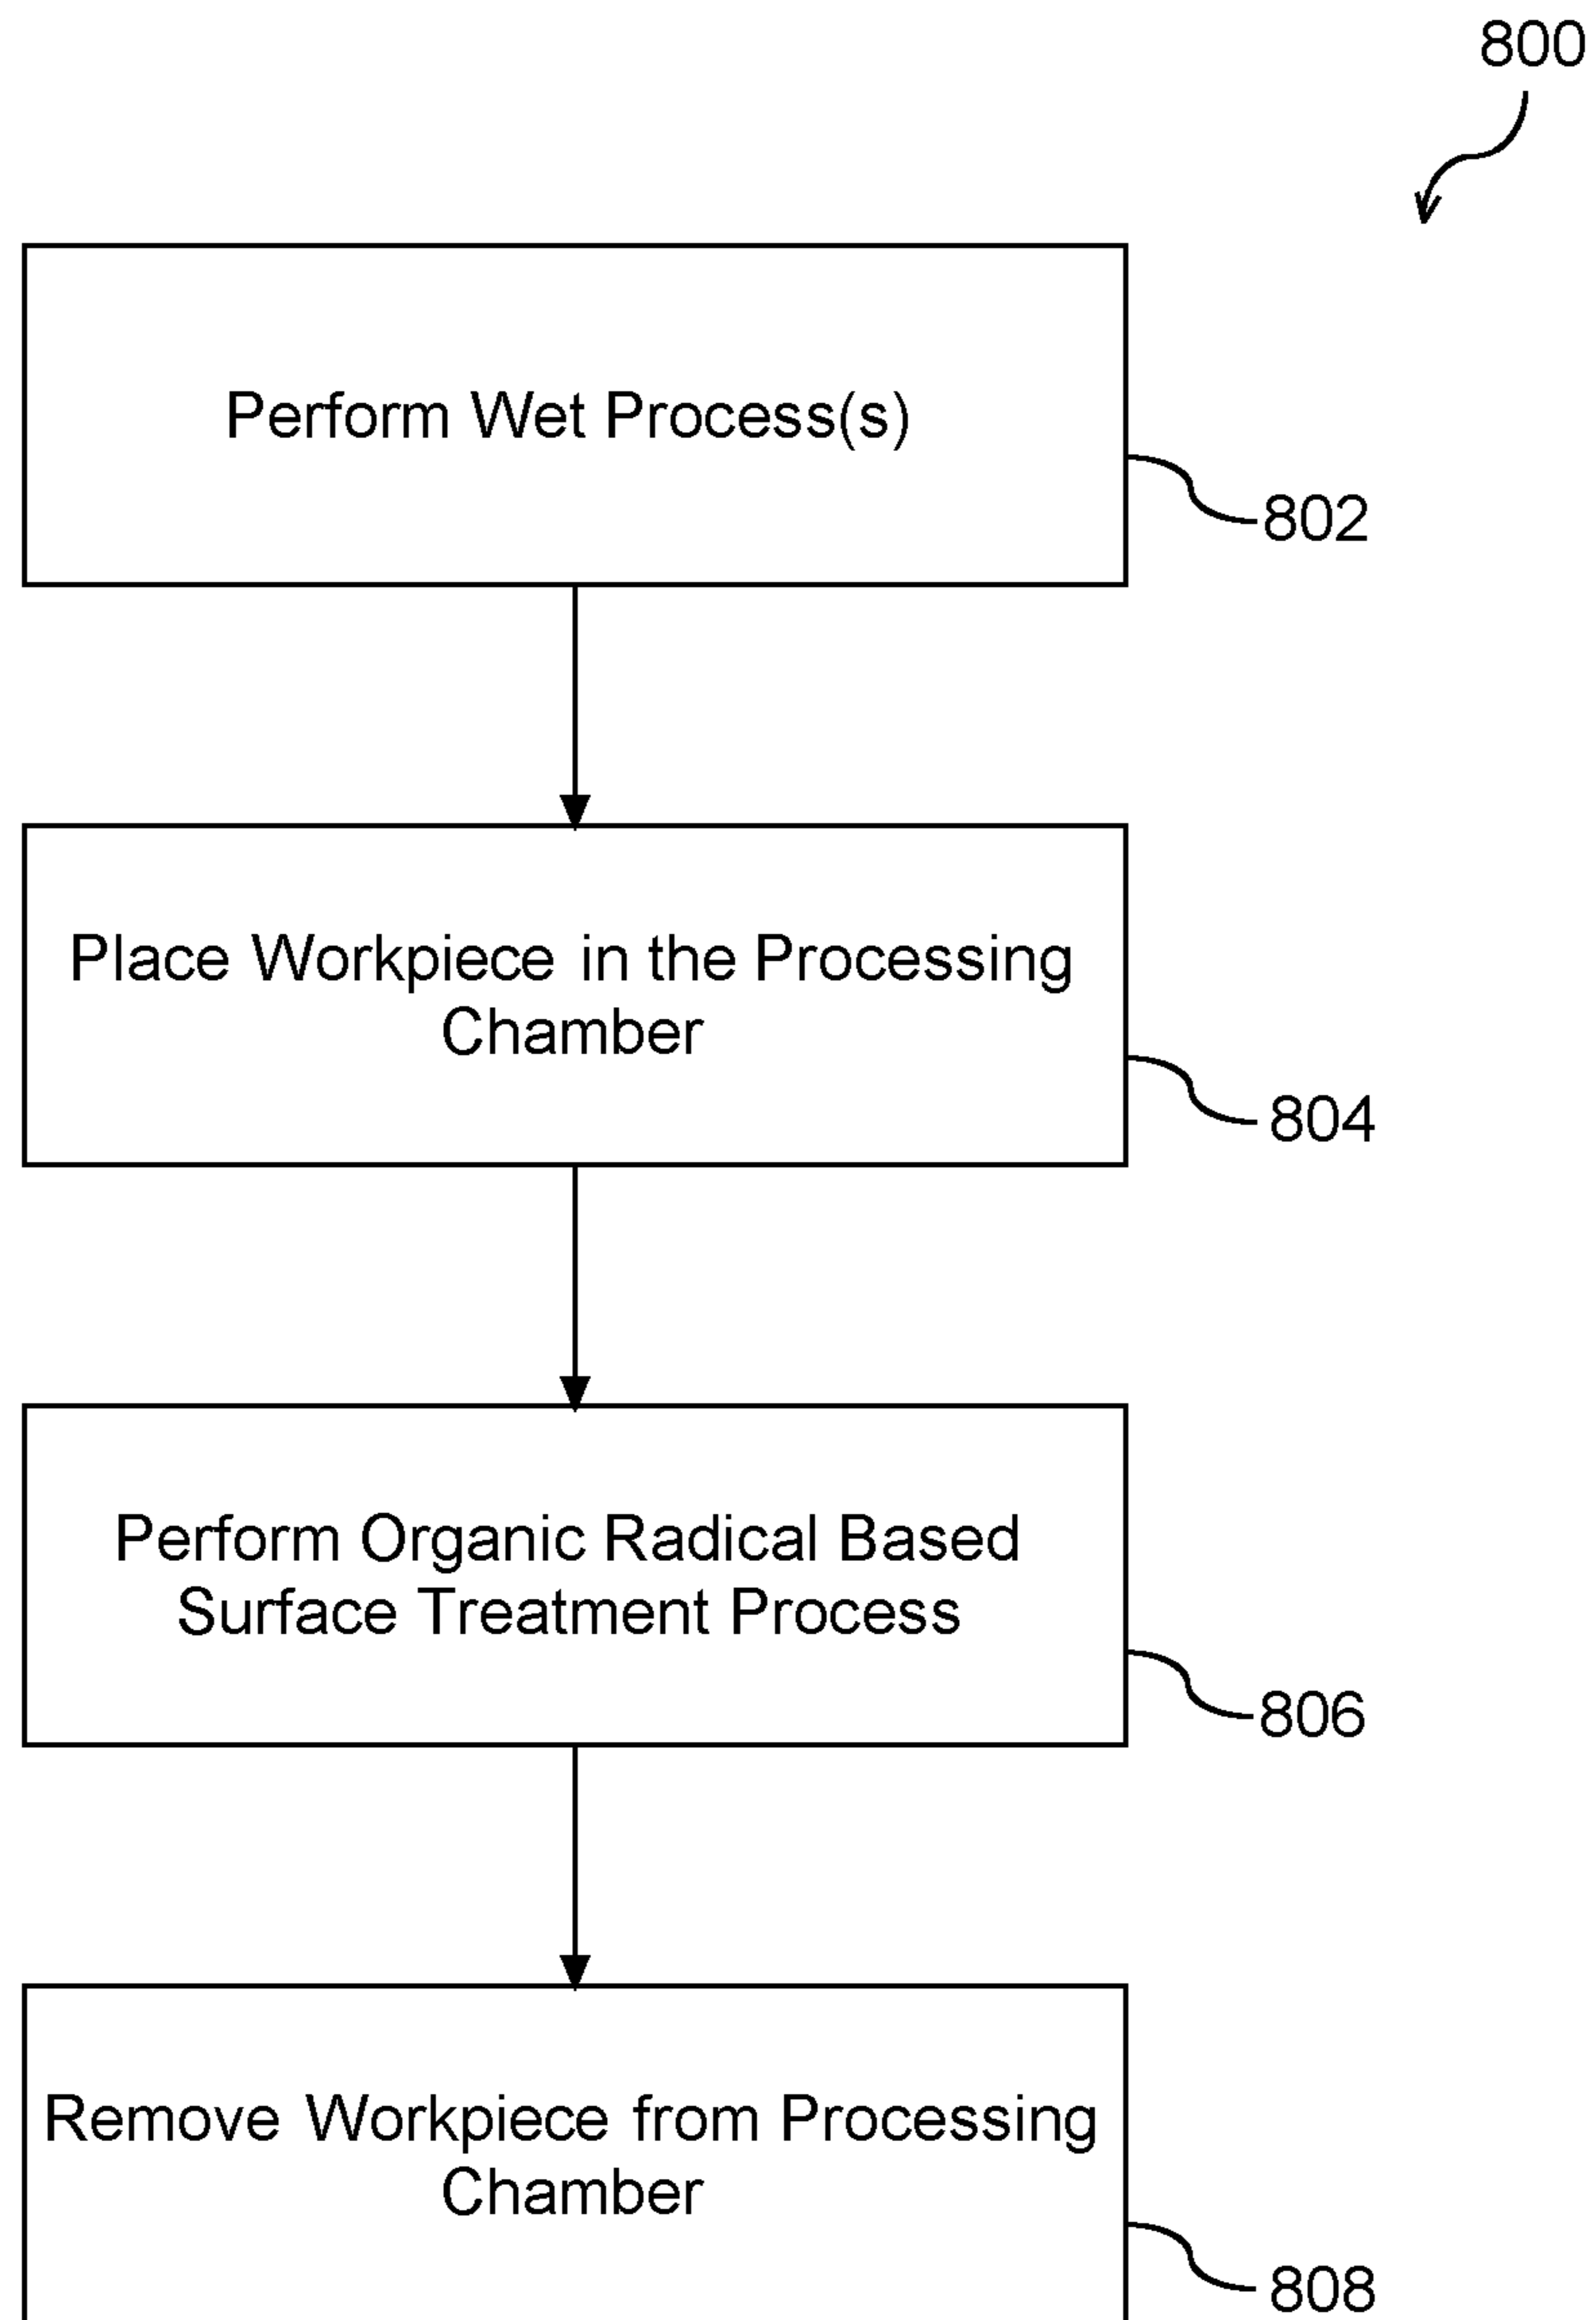 800
Perform Wet Process(s)
802
Place Workpiece in the Processing
Chamber
804
Perform Organic Radical Based
Surface Treatment Process
806
Remove Workpiece from Processing
Chamber
808